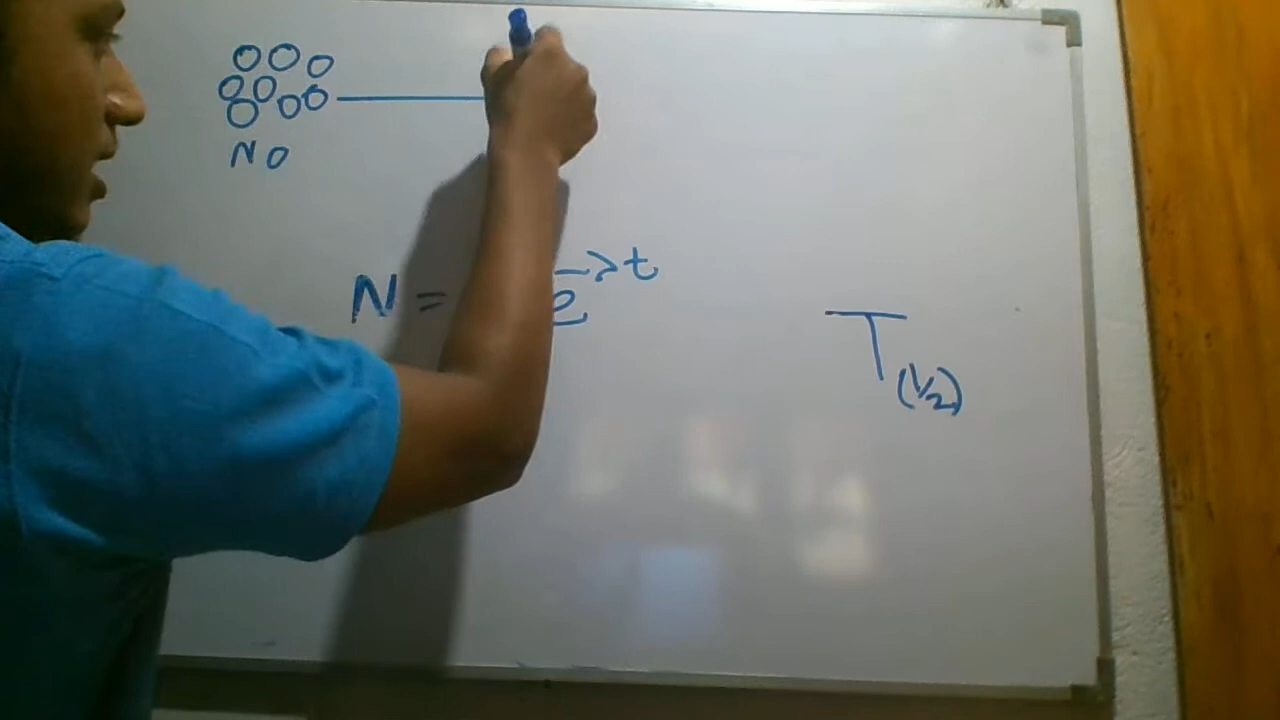 N0
N = e^-λt
T(1/2)